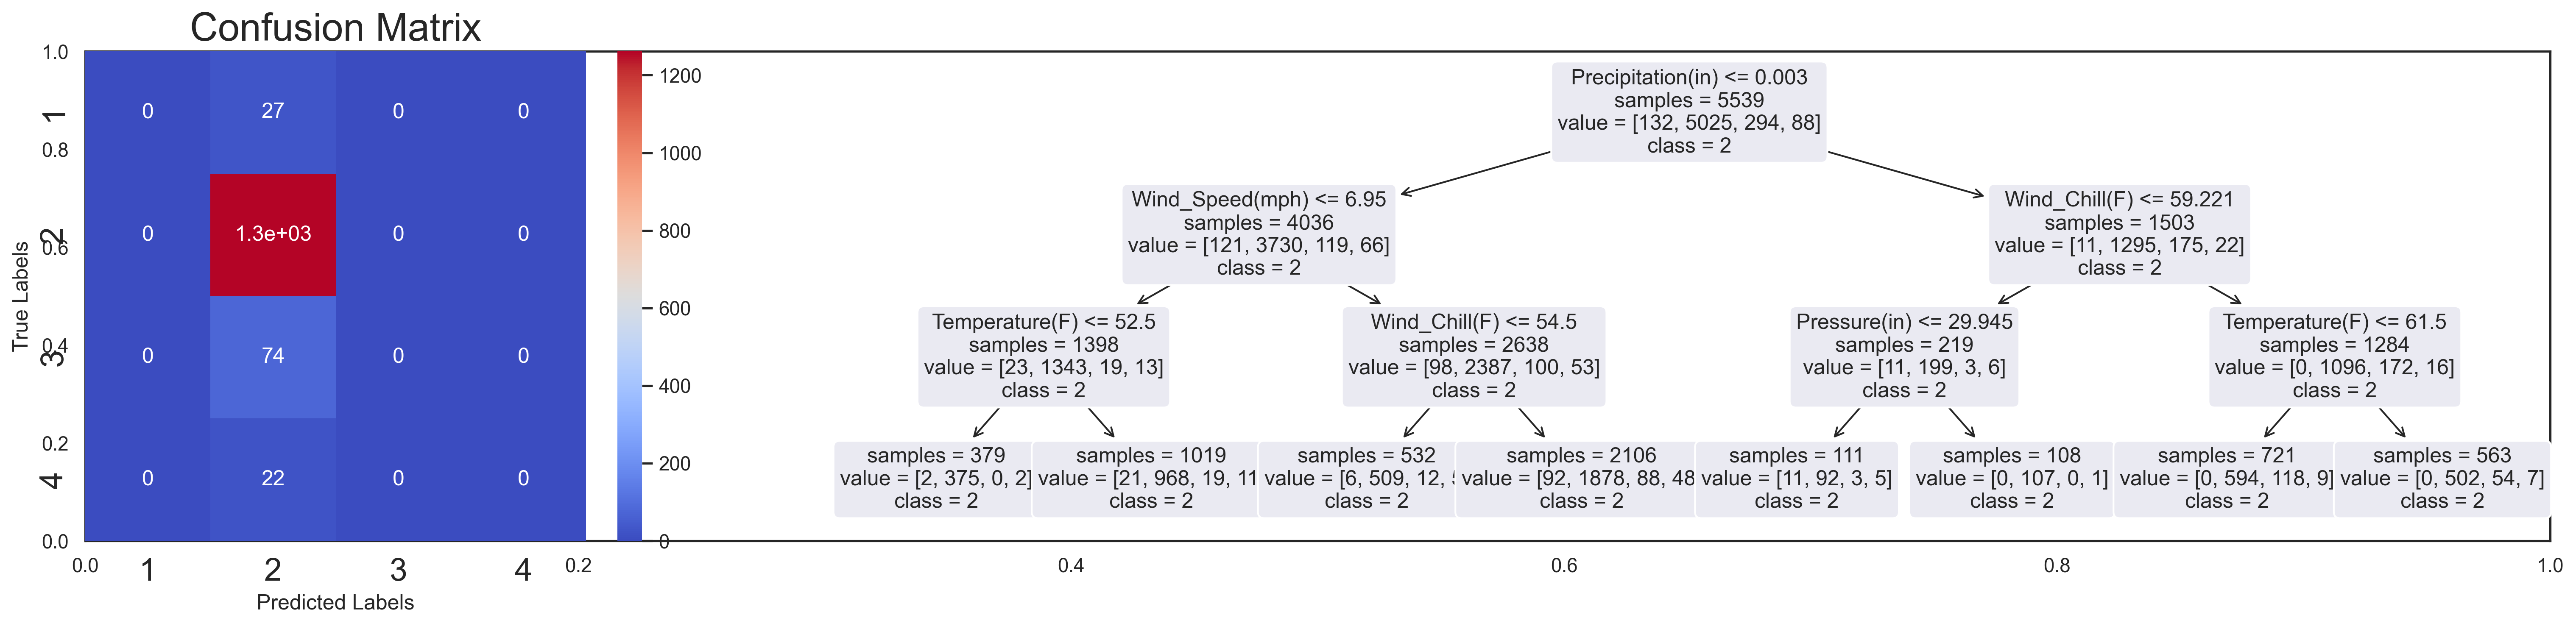 Confusion Matrix
1.0
0.8
0.6
0.4
0.2
0.0
True Labels
1
2
3
4
0 27 0 0
0 1.3e+03 0 0
0 74 0 0
0 22 0 0
0.0 0.2 0.4 0.6 0.8 1.0
1 2 3 4
Predicted Labels
1200
1000
800
600
400
200
0
Precipitation(in) <= 0.003
samples = 5539
value = [132, 5025, 294, 88]
class = 2
Wind_Speed(mph) <= 6.95
samples = 4036
value = [121, 3730, 119, 66]
class = 2
Wind_Chill(F) <= 59.221
samples = 1503
value = [11, 1295, 175, 22]
class = 2
Temperature(F) <= 52.5
samples = 1398
value = [23, 1343, 19, 13]
class = 2
Wind_Chill(F) <= 54.5
samples = 2638
value = [98, 2387, 100, 53]
class = 2
Pressure(in) <= 29.945
samples = 219
value = [11, 199, 3, 6]
class = 2
Temperature(F) <= 61.5
samples = 1284
value = [0, 1096, 172, 16]
class = 2
samples = 379
value = [2, 375, 0, 2]
class = 2
samples = 1019
value = [21, 968, 19, 11
class = 2
samples = 532
value = [6, 509, 12,
class = 2
samples = 2106
value = [92, 1878, 88, 48
class = 2
samples = 111
value = [11, 92, 3, 5]
class = 2
samples = 108
value = [0, 107, 0, 1]
class = 2
samples = 721
value = [0, 594, 118, 9]
class = 2
samples = 563
value = [0, 502, 54, 7]
class = 2